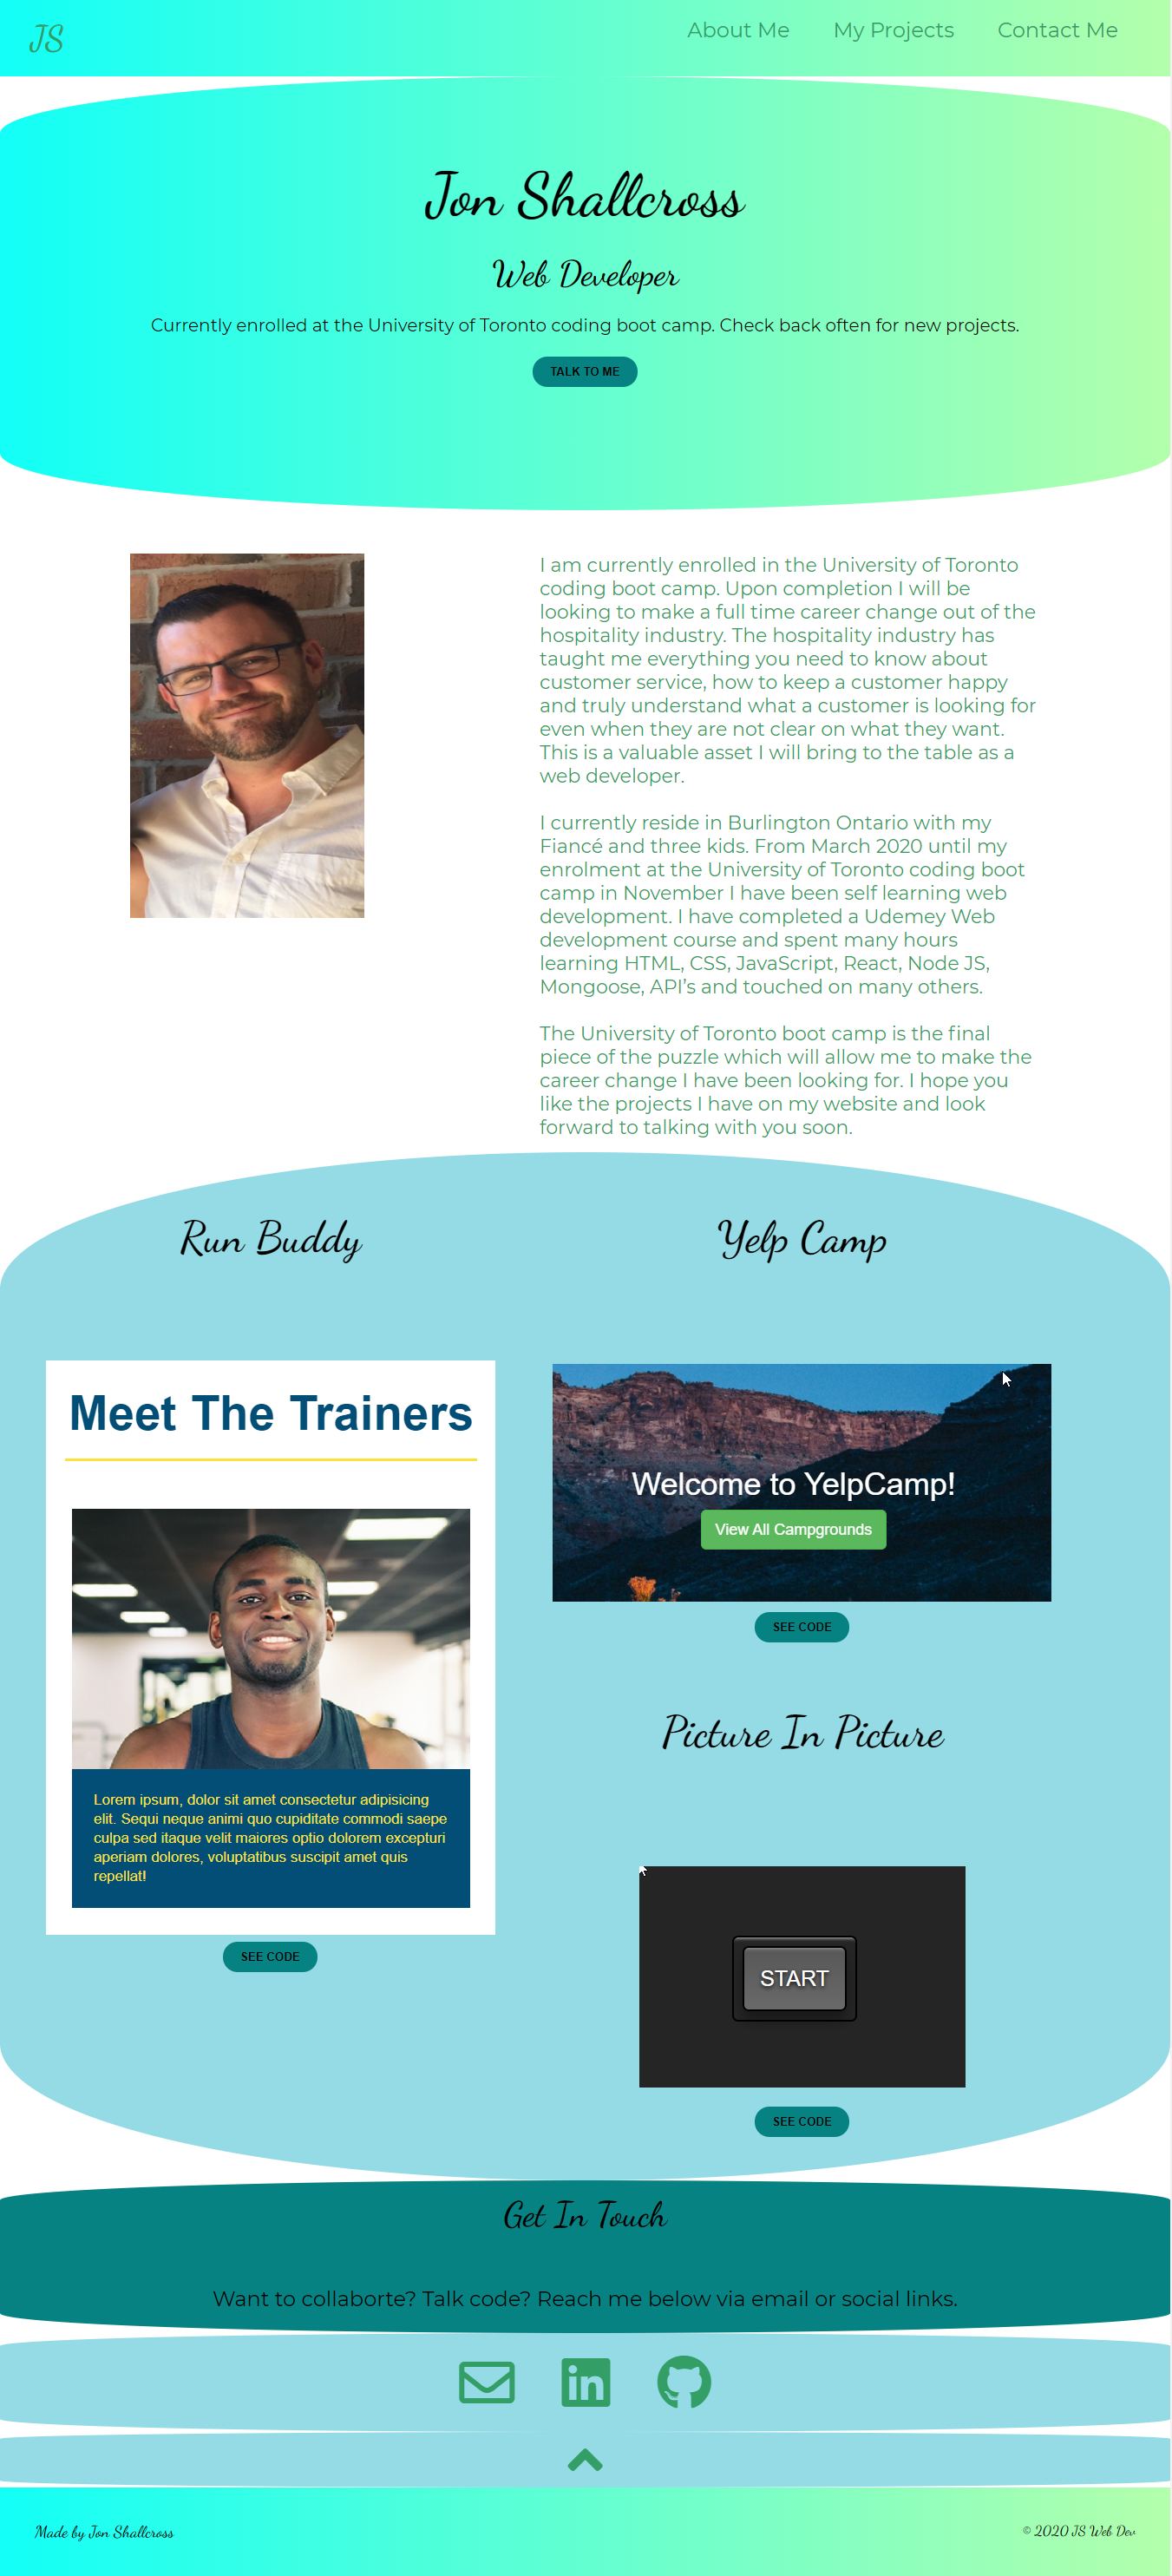 JS
About Me
My Projects
Contact Me
Jon Shallcross
Web Developer
Currently enrolled at the University of Toronto coding boot camp. Check back often for new projects.
TALK TO ME
I am currently enrolled in the University of Toronto
coding boot camp. Upon completion I will be
looking to make a full time career change out of the
hospitality industry. The hospitality industry has
taught me everything you need to know about
customer service, how to keep a customer happy
and truly understand what a customer is looking for
even when they are not clear on what they want.
This is a valuable asset I will bring to the table as a
web developer.
I currently reside in Burlington Ontario with my
Fiancé and three kids. From March 2020 until my
enrolment at the University of Toronto coding boot
camp in November I have been self learning web
development. I have completed a Udemey Web
development course and spent many hours
learning HTML, CSS, JavaScript, React, Node JS,
Mongoose, API's and touched on many others.
The University of Toronto boot camp is the final
piece of the puzzle which will allow me to make the
career change I have been looking for. I hope you
like the projects I have on my website and look
forward to talking with you soon.
Run Buddy
Meet The Trainers
Lorem ipsum, dolor sit amet consectetur adipisicing
elit. Sequi neque animi quo cupiditate commodi saepe
culpa sed itaque velit maiores optio dolorem excepturi
aperiam dolores, voluptatibus suscipit amet quis
repellat!
SEE CODE
Yelp Camp
Welcome to YelpCamp!
View All Campgrounds
SEE CODE
Picture In Picture
START
SEE CODE
Get In Touch
Want to collaborte? Talk code? Reach me below via email or social links.
in
Made by Jon Shallcross
© 2020 JS Web Dev